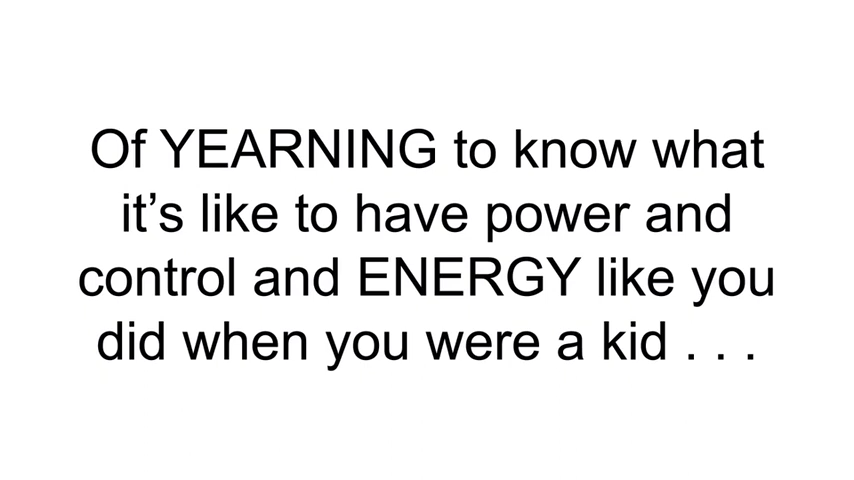 Of YEARNING to know what
it’s like to have power and
control and ENERGY like you
did when you were a kid . . .